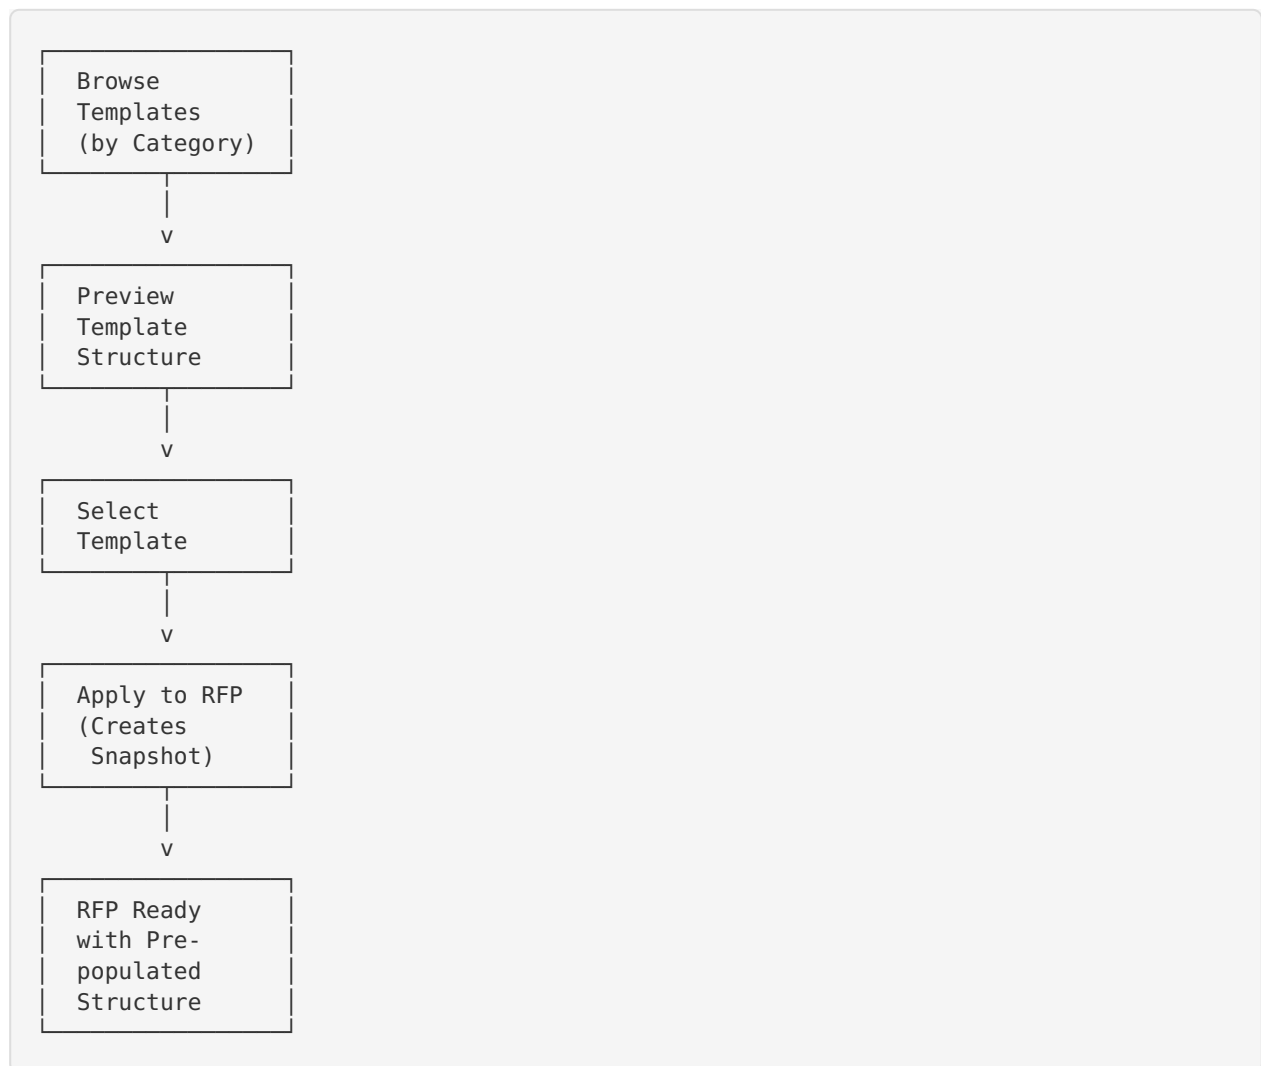 Browse
Templates
(by Category)
v
Preview
Template
Structure
v
Select
Template
v
Apply to RFP
(Creates
Snapshot)
v
RFP Ready
with Pre-
populated
Structure